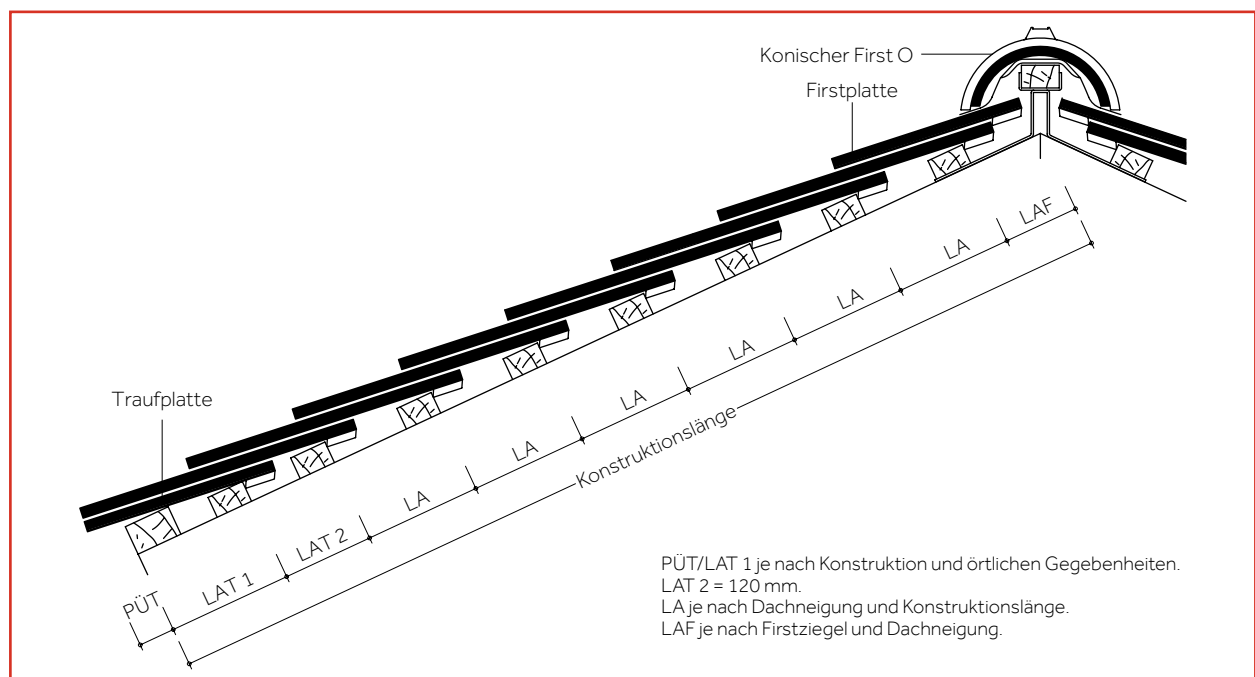 Konischer First O
Firstplatte
Traufplatte
LAF
LA
LA
LA
LA
LA
LA
LAT 2
LAT 1
PÜT
Konstruktionslänge
PÜT/LAT 1 je nach Konstruktion und örtlichen Gegebenheiten.
LAT 2 = 120 mm.
LA je nach Dachneigung und Konstruktionslänge.
LAF je nach Firstziegel und Dachneigung.